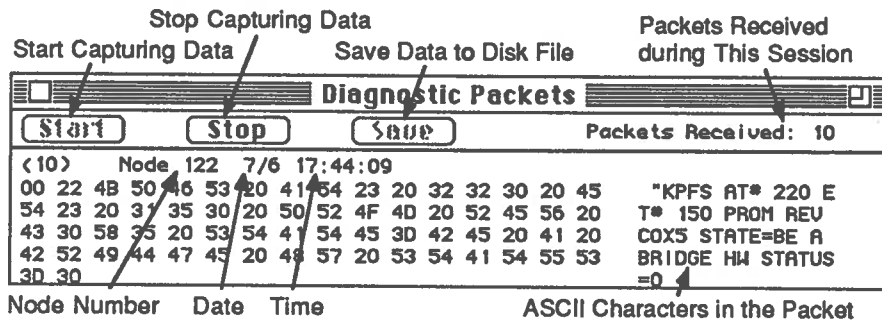 Stop Capturing Data
Packets Received
Start Capturing Data
Save Data to Disk File
during This Session
Diagnostic Packets
Start Stop Save Packets Received: 10
(10) Node 122 7/6 17:44:09
00 22 4B 50 46 53 20 41 54 23 20 32 32 30 20 45 "KPFS AT# 220 E
54 23 20 31 35 30 20 50 52 4F 4D 20 52 45 56 20 T# 150 PROM REV
43 30 58 35 20 53 54 41 54 45 3D 42 45 20 41 20 C0X5 STATE=BE A
42 52 49 44 47 45 20 48 57 20 53 54 41 54 55 53 BRIDGE HW STATUS
3D 30 =0
Node Number Date Time ASCII Characters in the Packet